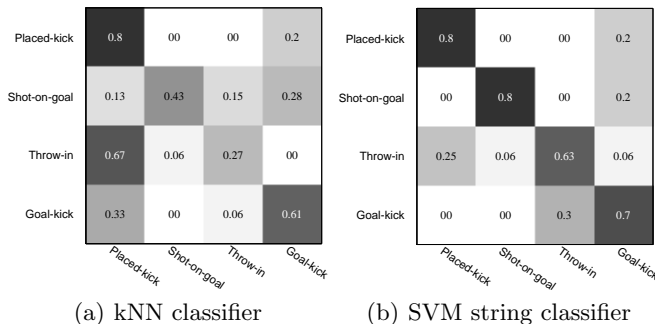 Placed-kick 0.8 00 00 0.2
Shot-on-goal 0.13 0.43 0.15 0.28
Throw-in 0.67 0.06 0.27 00
Goal-kick 0.33 00 0.06 0.61
Placed-kick Shot-on-goal Throw-in Goal-kick
(a) kNN classifier
Placed-kick 0.8 00 00 0.2
Shot-on-goal 00 0.8 00 0.2
Throw-in 0.25 0.06 0.63 0.06
Goal-kick 00 00 0.3 0.7
Placed-kick Shot-on-goal Throw-in Goal-kick
(b) SVM string classifier